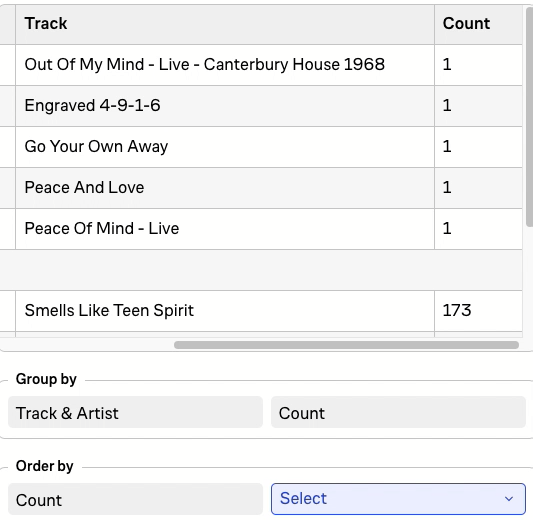 Track Count
Out Of My Mind - Live - Canterbury House 1968 1
Engraved 4-9-1-6 1
Go Your Own Away 1
Peace And Love 1
Peace Of Mind - Live 1
Smells Like Teen Spirit 173
Group by
Track & Artist Count
Order by
Count Select